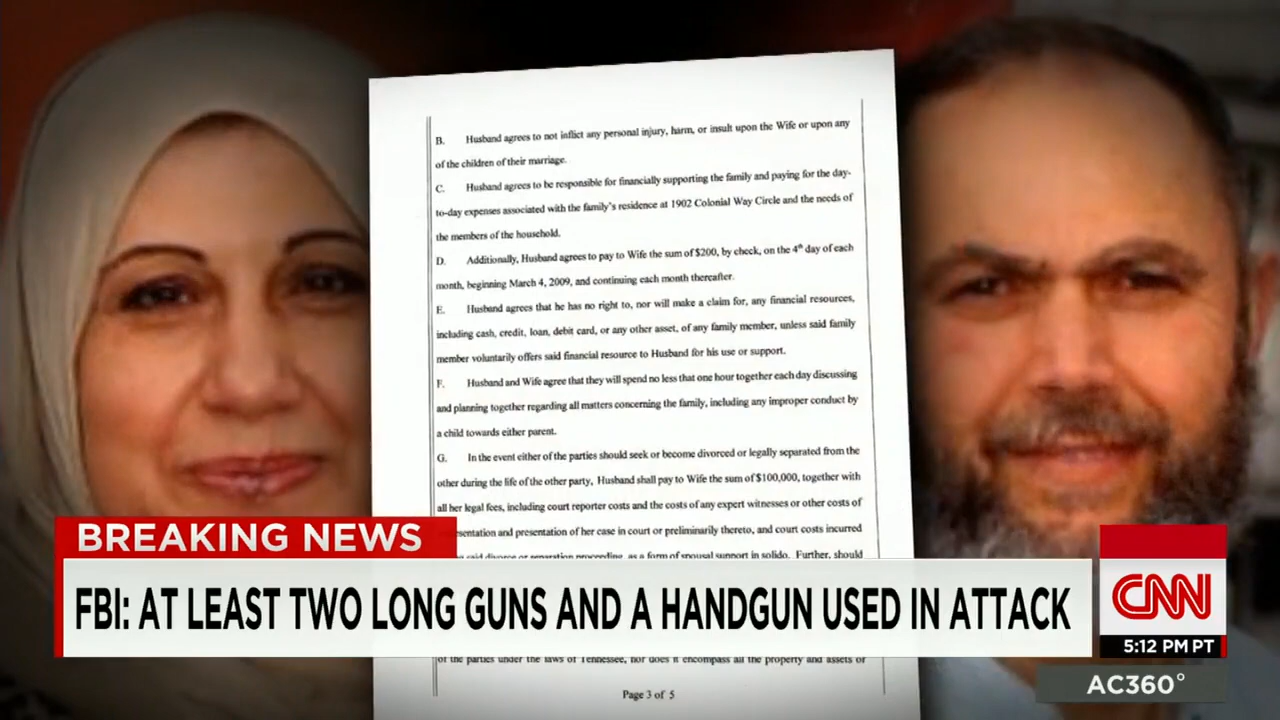 B. Husband agrees to not inflict any personal injury, harm, or insult upon the Wife or upon any
of the children of their marriage.
C. Husband agrees to be responsible for financially supporting the family and paying for the day-
to-day expenses associated with the family's residence at 1902 Colonial Way Circle and the needs of
the members of the household.
D. Additionally, Husband agrees to pay to Wife the sum of $200, by check, on the 4th day of each
month, beginning March 4, 2009, and continuing each month thereafter.
E. Husband agrees that he has no right to, nor will make a claim for, any financial resources,
including cash, credit, loan, debit card, or any other asset, of any family member, unless said family
member voluntarily offers said financial resource to Husband for his use or support.
F. Husband and Wife agree that they will spend no less that one hour together each day discussing
and planning together regarding all matters concerning the family, including any improper conduct by
a child towards either parent.
G. In the event either of the parties should seek or become divorced or legally separated from the
other during the life of the other party, Husband shall pay to Wife the sum of $100,000, together with
all her legal fees, including court reporter costs and the costs of any expert witnesses or other costs of
and presentation of her case in court or preliminarily thereto, and court costs incurred
said divorce or separation proceeding, as a form of spousal support in solido. Further, should
BREAKING NEWS
FBI: AT LEAST TWO LONG GUNS AND A HANDGUN USED IN ATTACK
CNN
5:12 PM PT
AC360°
of the parties under the laws of Tennessee, nor does it encompass all the property and assets or
Page 3 of 5